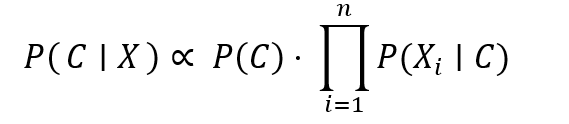 P(C | X) ∝ P(C) · ∏_{i=1}^{n} P(X_i | C)